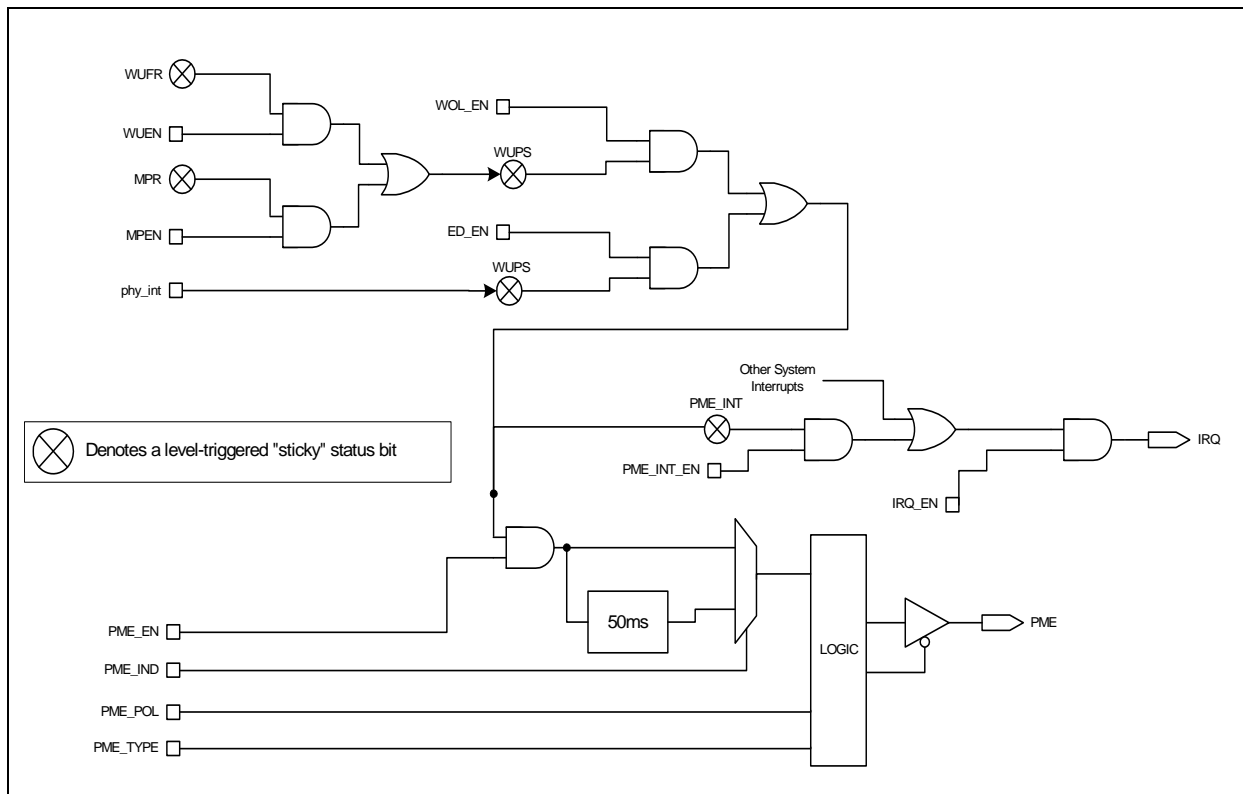 WUFR
WUEN
MPR
MPEN
phy_int
WOL_EN
WUPS
ED_EN
WUPS
Other System
Interrupts
PME_INT
PME_INT_EN
IRQ
IRQ_EN
Denotes a level-triggered "sticky" status bit
50ms
LOGIC
PME
PME_EN
PME_IND
PME_POL
PME_TYPE